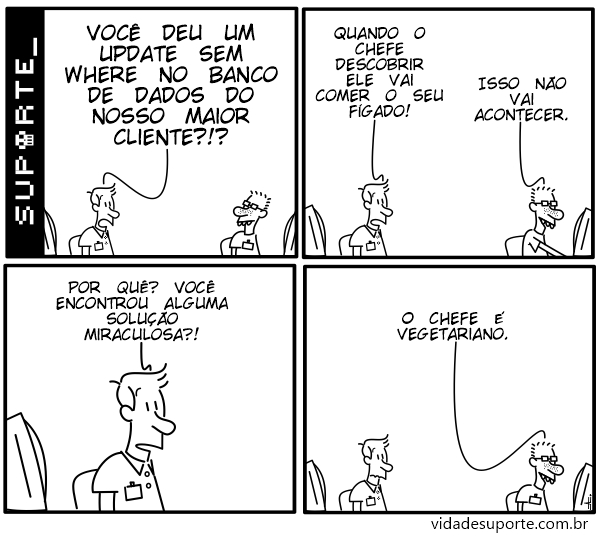 SUPORTE_
VOCÊ DEU UM
UPDATE SEM
WHERE NO BANCO
DE DADOS DO
NOSSO MAIOR
CLIENTE?!?
QUANDO O
CHEFE
DESCOBRIR
ELE VAI
COMER O SEU
FÍGADO!
ISSO NÃO
VAI
ACONTECER.
POR QUÊ? VOCÊ
ENCONTROU ALGUMA
SOLUÇÃO
MIRACULOSA?!
O CHEFE É
VEGETARIANO.
vidadesuporte.com.br